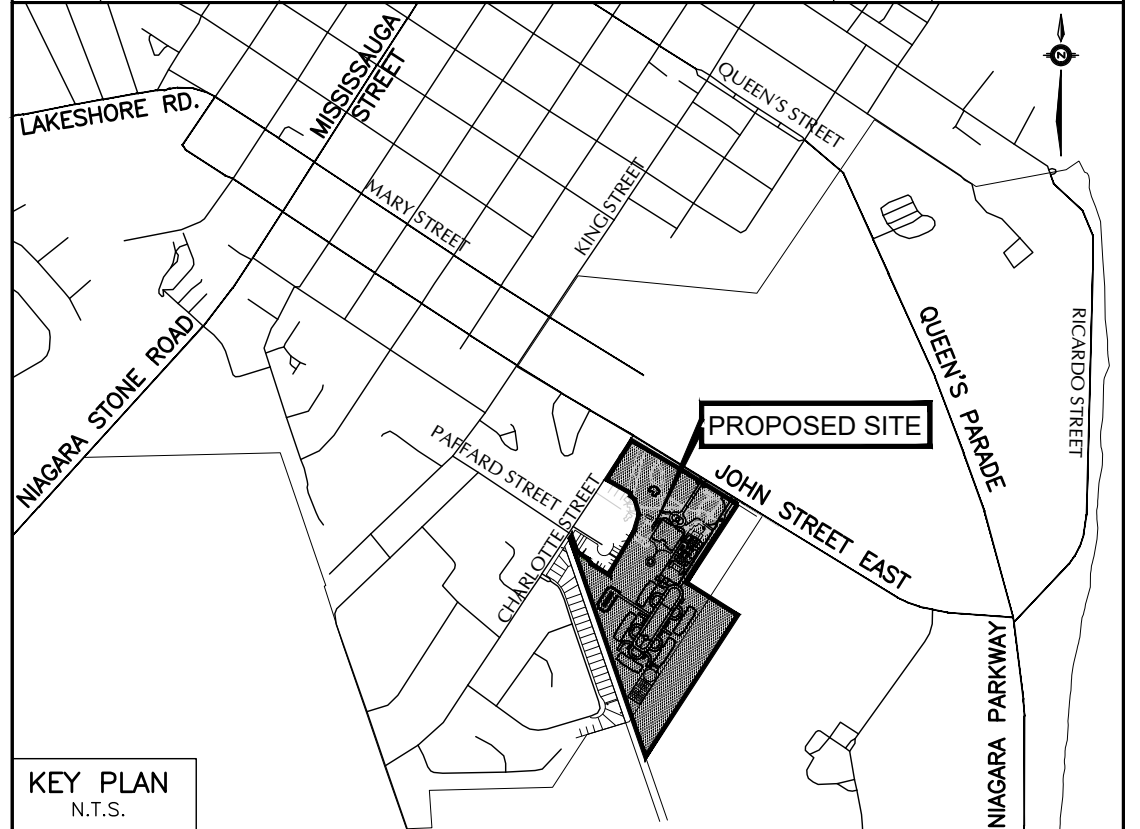 MISSISSAUGA
STREET
LAKESHORE RD.
QUEEN'S STREET
MARY STREET
KING STREET
NIAGARA STONE ROAD
QUEEN'S PARADE
RICARDO STREET
PROPOSED SITE
PAFFARD STREET
JOHN STREET EAST
CHARLOTTE STREET
NIAGARA PARKWAY
KEY PLAN
N.T.S.
Z